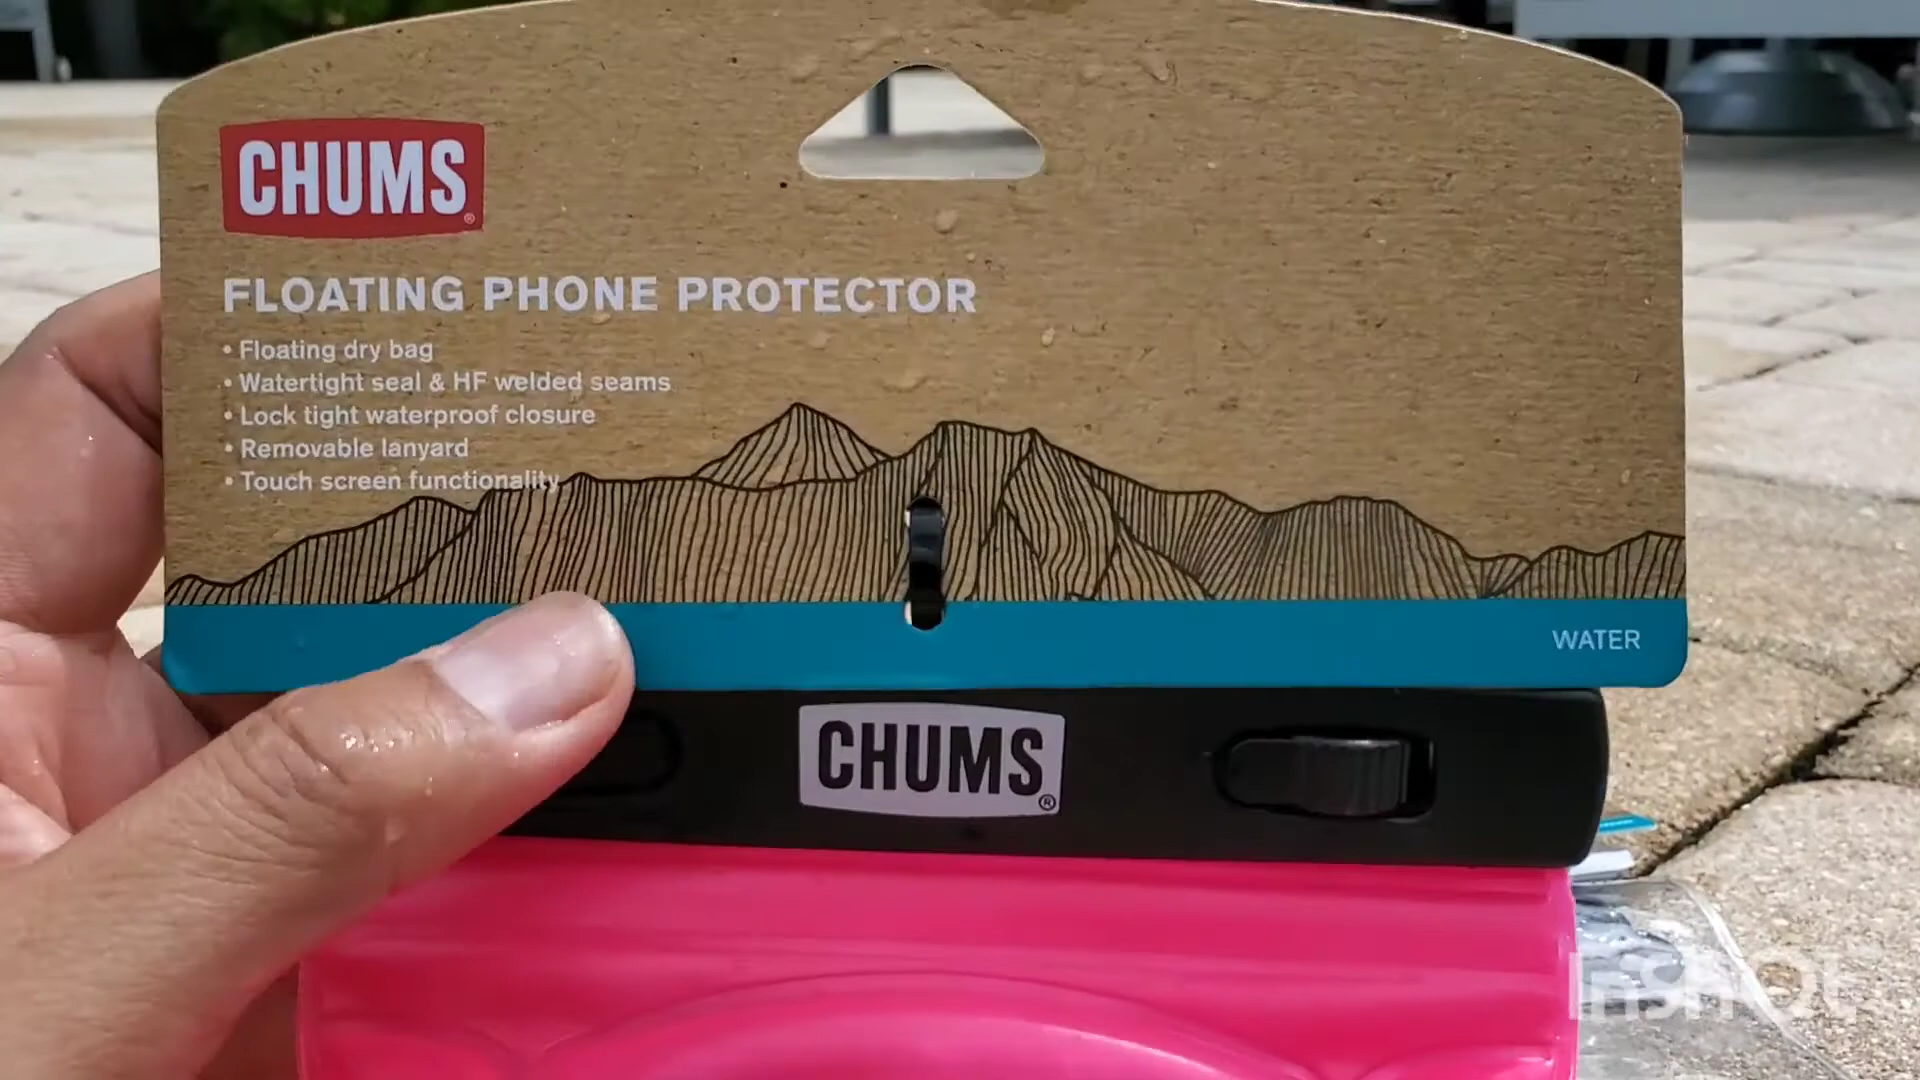 CHUMS®
FLOATING PHONE PROTECTOR
• Floating dry bag
• Watertight seal & HF welded seams
• Lock tight waterproof closure
• Removable lanyard
• Touch screen functionality
WATER
CHUMS®
InShOt